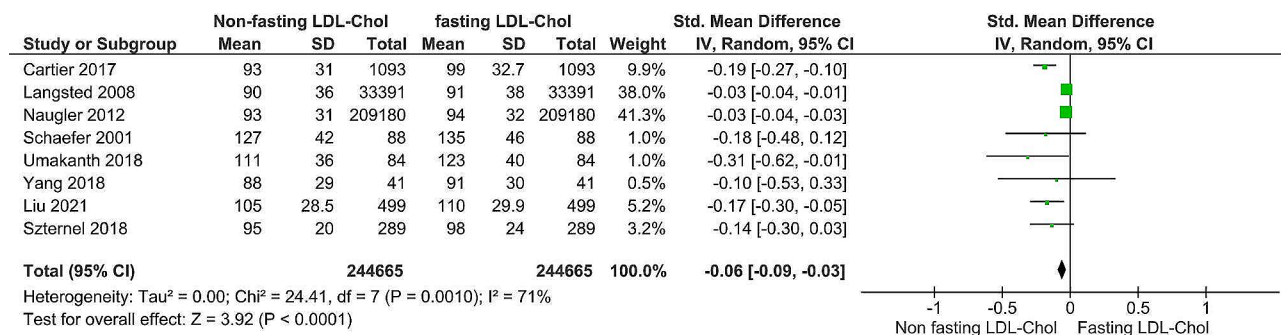 Non-fasting LDL-Chol fasting LDL-Chol Std. Mean Difference Std. Mean Difference
Study or Subgroup Mean SD Total Mean SD Total Weight IV, Random, 95% CI IV, Random, 95% CI
Cartier 2017 93 31 1093 99 32.7 1093 9.9% -0.19 [-0.27, -0.10]
Langsted 2008 90 36 33391 91 38 33391 38.0% -0.03 [-0.04, -0.01]
Naugler 2012 93 31 209180 94 32 209180 41.3% -0.03 [-0.04, -0.03]
Schaefer 2001 127 42 88 135 46 88 1.0% -0.18 [-0.48, 0.12]
Umakanth 2018 111 36 84 123 40 84 1.0% -0.31 [-0.62, -0.01]
Yang 2018 88 29 41 91 30 41 0.5% -0.10 [-0.53, 0.33]
Liu 2021 105 28.5 499 110 29.9 499 5.2% -0.17 [-0.30, -0.05]
Szternel 2018 95 20 289 98 24 289 3.2% -0.14 [-0.30, 0.03]
Total (95% CI) 244665 244665 100.0% -0.06 [-0.09, -0.03]
Heterogeneity: Tau² = 0.00; Chi² = 24.41, df = 7 (P = 0.0010); I² = 71%
Test for overall effect: Z = 3.92 (P < 0.0001)
-1 -0.5 0 0.5 1
Non fasting LDL-Chol Fasting LDL-Chol